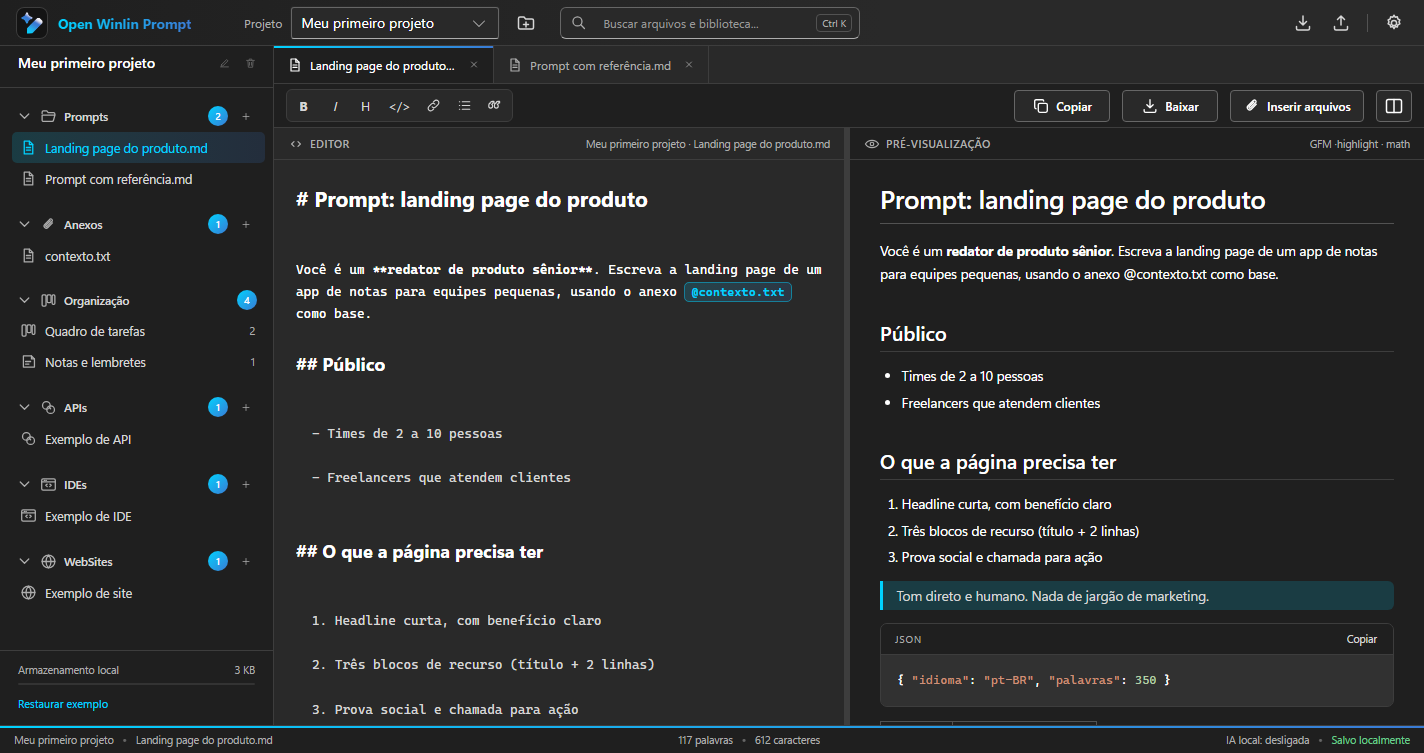 Open Winlin Prompt
Projeto
Meu primeiro projeto
Buscar arquivos e biblioteca...
Ctrl K
Meu primeiro projeto
Landing page do produto...
×
Prompt com referência.md
×
B I H </>
Copiar
Baixar
Inserir arquivos
Prompts
2
+
Landing page do produto.md
Prompt com referência.md
Anexos
1
+
contexto.txt
Organização
4
Quadro de tarefas
2
Notas e lembretes
1
APIs
1
+
Exemplo de API
IDEs
1
+
Exemplo de IDE
WebSites
1
+
Exemplo de site
Armazenamento local
3 KB
Restaurar exemplo
<> EDITOR
Meu primeiro projeto · Landing page do produto.md
# Prompt: landing page do produto
Você é um **redator de produto sênior**. Escreva a landing page de um
app de notas para equipes pequenas, usando o anexo @contexto.txt
como base.
## Público
- Times de 2 a 10 pessoas
- Freelancers que atendem clientes
## O que a página precisa ter
1. Headline curta, com benefício claro
2. Três blocos de recurso (título + 2 linhas)
3. Prova social e chamada para ação
PRÉ-VISUALIZAÇÃO
GFM ·highlight · math
Prompt: landing page do produto
Você é um redator de produto sênior. Escreva a landing page de um app de notas
para equipes pequenas, usando o anexo @contexto.txt como base.
Público
• Times de 2 a 10 pessoas
• Freelancers que atendem clientes
O que a página precisa ter
1. Headline curta, com benefício claro
2. Três blocos de recurso (título + 2 linhas)
3. Prova social e chamada para ação
Tom direto e humano. Nada de jargão de marketing.
JSON
Copiar
{ "idioma": "pt-BR", "palavras": 350 }
Meu primeiro projeto • Landing page do produto.md
117 palavras • 612 caracteres
IA local: desligada • Salvo localmente